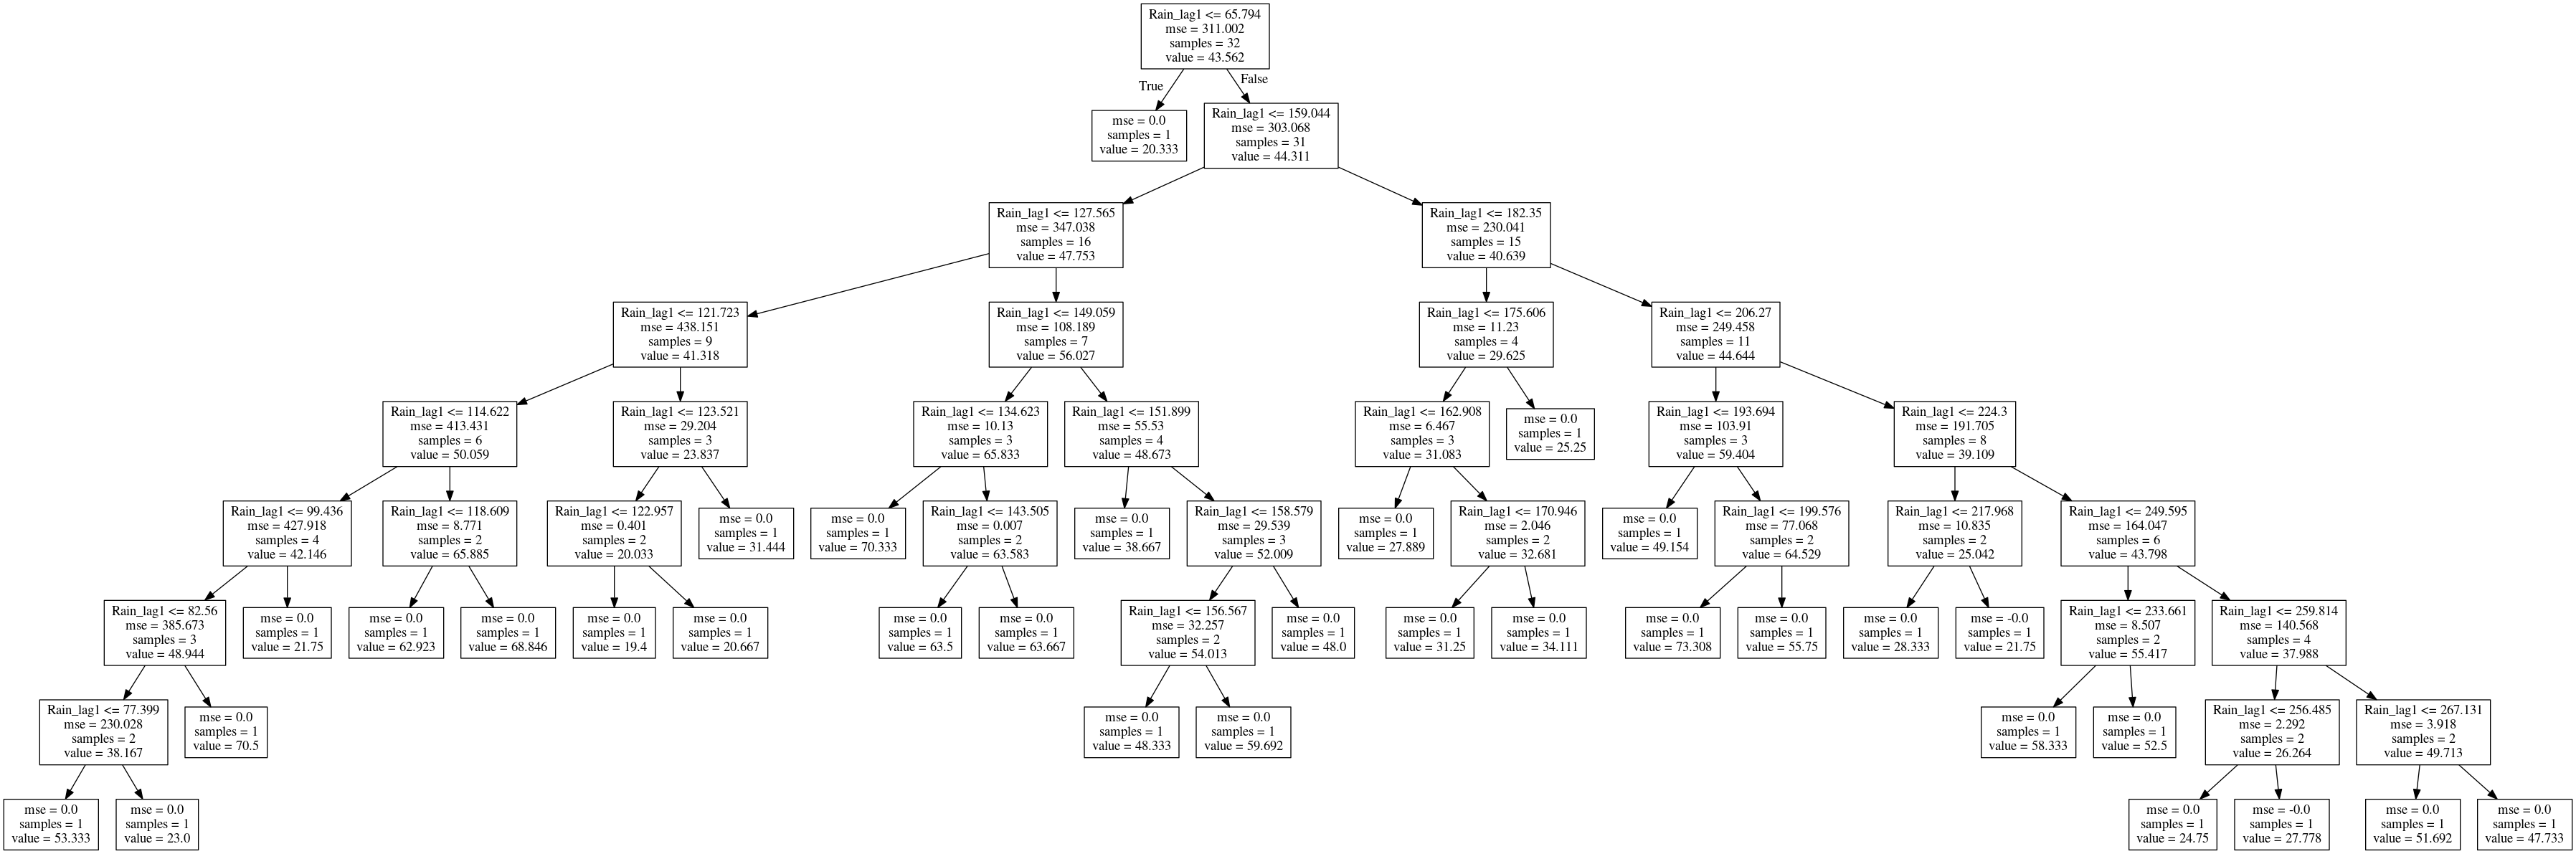 Rain_lag1 <= 65.794
mse = 311.002
samples = 32
value = 43.562
True
False
mse = 0.0
samples = 1
value = 20.333
Rain_lag1 <= 159.044
mse = 303.068
samples = 31
value = 44.311
Rain_lag1 <= 127.565
mse = 347.038
samples = 16
value = 47.753
Rain_lag1 <= 182.35
mse = 230.041
samples = 15
value = 40.639
Rain_lag1 <= 121.723
mse = 438.151
samples = 9
value = 41.318
Rain_lag1 <= 149.059
mse = 108.189
samples = 7
value = 56.027
Rain_lag1 <= 175.606
mse = 11.23
samples = 4
value = 29.625
Rain_lag1 <= 206.27
mse = 249.458
samples = 11
value = 44.644
Rain_lag1 <= 114.622
mse = 413.431
samples = 6
value = 50.059
Rain_lag1 <= 123.521
mse = 29.204
samples = 3
value = 23.837
Rain_lag1 <= 134.623
mse = 10.13
samples = 3
value = 65.833
Rain_lag1 <= 151.899
mse = 55.53
samples = 4
value = 48.673
Rain_lag1 <= 162.908
mse = 6.467
samples = 3
value = 31.083
mse = 0.0
samples = 1
value = 25.25
Rain_lag1 <= 193.694
mse = 103.91
samples = 3
value = 59.404
Rain_lag1 <= 224.3
mse = 191.705
samples = 8
value = 39.109
Rain_lag1 <= 99.436
mse = 427.918
samples = 4
value = 42.146
Rain_lag1 <= 118.609
mse = 8.771
samples = 2
value = 65.885
Rain_lag1 <= 122.957
mse = 0.401
samples = 2
value = 20.033
mse = 0.0
samples = 1
value = 31.444
mse = 0.0
samples = 1
value = 70.333
Rain_lag1 <= 143.505
mse = 0.007
samples = 2
value = 63.583
mse = 0.0
samples = 1
value = 38.667
Rain_lag1 <= 158.579
mse = 29.539
samples = 3
value = 52.009
mse = 0.0
samples = 1
value = 27.889
Rain_lag1 <= 170.946
mse = 2.046
samples = 2
value = 32.681
mse = 0.0
samples = 1
value = 49.154
Rain_lag1 <= 199.576
mse = 77.068
samples = 2
value = 64.529
Rain_lag1 <= 217.968
mse = 10.835
samples = 2
value = 25.042
Rain_lag1 <= 249.595
mse = 164.047
samples = 6
value = 43.798
Rain_lag1 <= 82.56
mse = 385.673
samples = 3
value = 48.944
mse = 0.0
samples = 1
value = 21.75
mse = 0.0
samples = 1
value = 62.923
mse = 0.0
samples = 1
value = 68.846
mse = 0.0
samples = 1
value = 19.4
mse = 0.0
samples = 1
value = 20.667
mse = 0.0
samples = 1
value = 63.5
mse = 0.0
samples = 1
value = 63.667
Rain_lag1 <= 156.567
mse = 32.257
samples = 2
value = 54.013
mse = 0.0
samples = 1
value = 48.0
mse = 0.0
samples = 1
value = 31.25
mse = 0.0
samples = 1
value = 34.111
mse = 0.0
samples = 1
value = 73.308
mse = 0.0
samples = 1
value = 55.75
mse = 0.0
samples = 1
value = 28.333
mse = -0.0
samples = 1
value = 21.75
Rain_lag1 <= 233.661
mse = 8.507
samples = 2
value = 55.417
Rain_lag1 <= 259.814
mse = 140.568
samples = 4
value = 37.988
Rain_lag1 <= 77.399
mse = 230.028
samples = 2
value = 38.167
mse = 0.0
samples = 1
value = 70.5
mse = 0.0
samples = 1
value = 48.333
mse = 0.0
samples = 1
value = 59.692
mse = 0.0
samples = 1
value = 58.333
mse = 0.0
samples = 1
value = 52.5
Rain_lag1 <= 256.485
mse = 2.292
samples = 2
value = 26.264
Rain_lag1 <= 267.131
mse = 3.918
samples = 2
value = 49.713
mse = 0.0
samples = 1
value = 53.333
mse = 0.0
samples = 1
value = 23.0
mse = 0.0
samples = 1
value = 24.75
mse = -0.0
samples = 1
value = 27.778
mse = 0.0
samples = 1
value = 51.692
mse = 0.0
samples = 1
value = 47.733